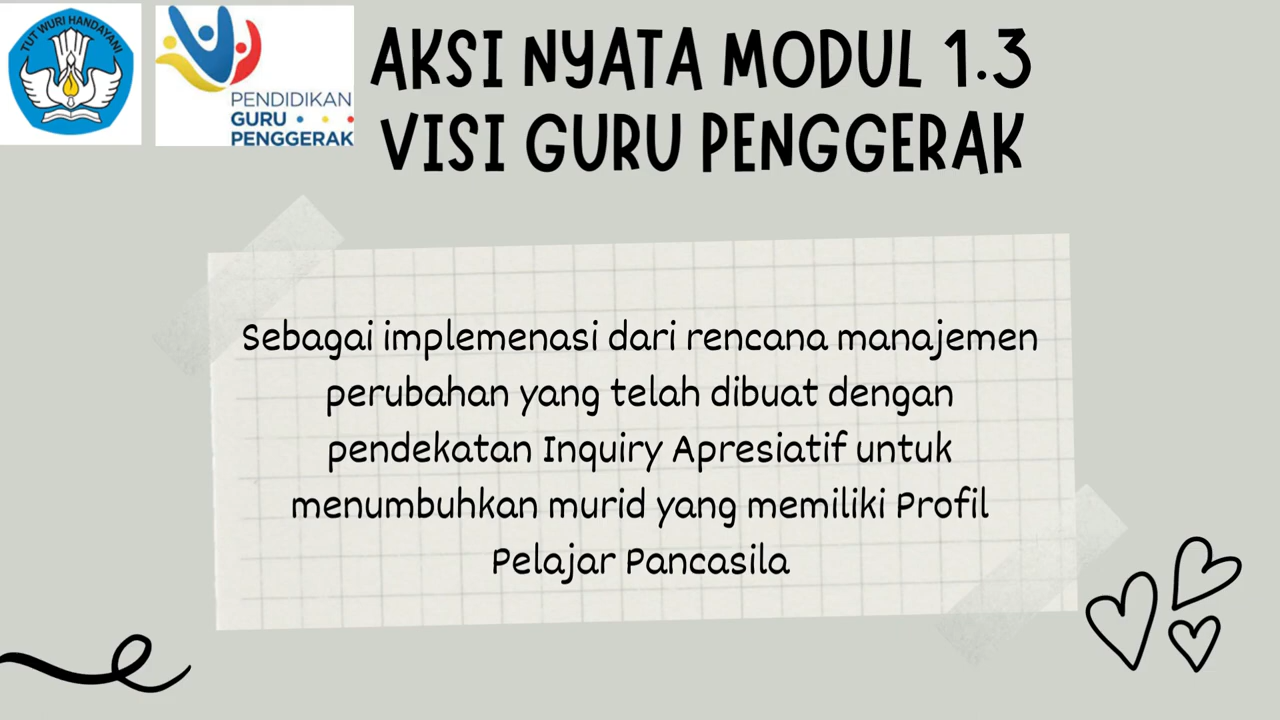 TUT WURI HANDAYANI
PENDIDIKAN
GURU
PENGGERAK
AKSI NYATA MODUL 1.3
VISI GURU PENGGERAK
Sebagai implemenasi dari rencana manajemen
perubahan yang telah dibuat dengan
pendekatan Inquiry Apresiatif untuk
menumbuhkan murid yang memiliki Profil
Pelajar Pancasila